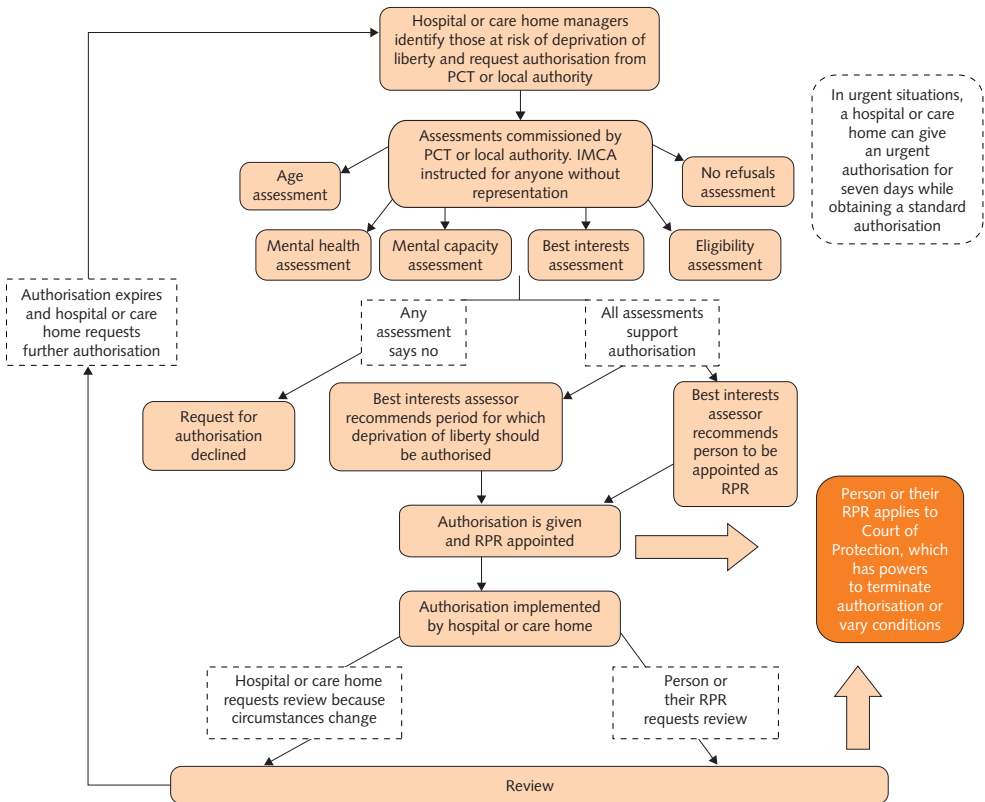 Hospital or care home managers
identify those at risk of deprivation of
liberty and request authorisation from
PCT or local authority
In urgent situations,
a hospital or care
home can give
an urgent
authorisation for
seven days while
obtaining a standard
authorisation
Assessments commissioned by
PCT or local authority. IMCA
instructed for anyone without
representation
Age
assessment
No refusals
assessment
Mental health
assessment
Mental capacity
assessment
Best interests
assessment
Eligibility
assessment
Authorisation expires
and hospital or care
home requests
further authorisation
Any
assessment
says no
All assessments
support
authorisation
Request for
authorisation
declined
Best interests assessor
recommends period for which
deprivation of liberty should
be authorised
Best interests
assessor
recommends
person to be
appointed as
RPR
Authorisation is given
and RPR appointed
Person or their
RPR applies to
Court of
Protection, which
has powers
to terminate
authorisation or
vary conditions
Authorisation implemented
by hospital or care home
Hospital or care home
requests review because
circumstances change
Person or
their RPR
requests review
Review